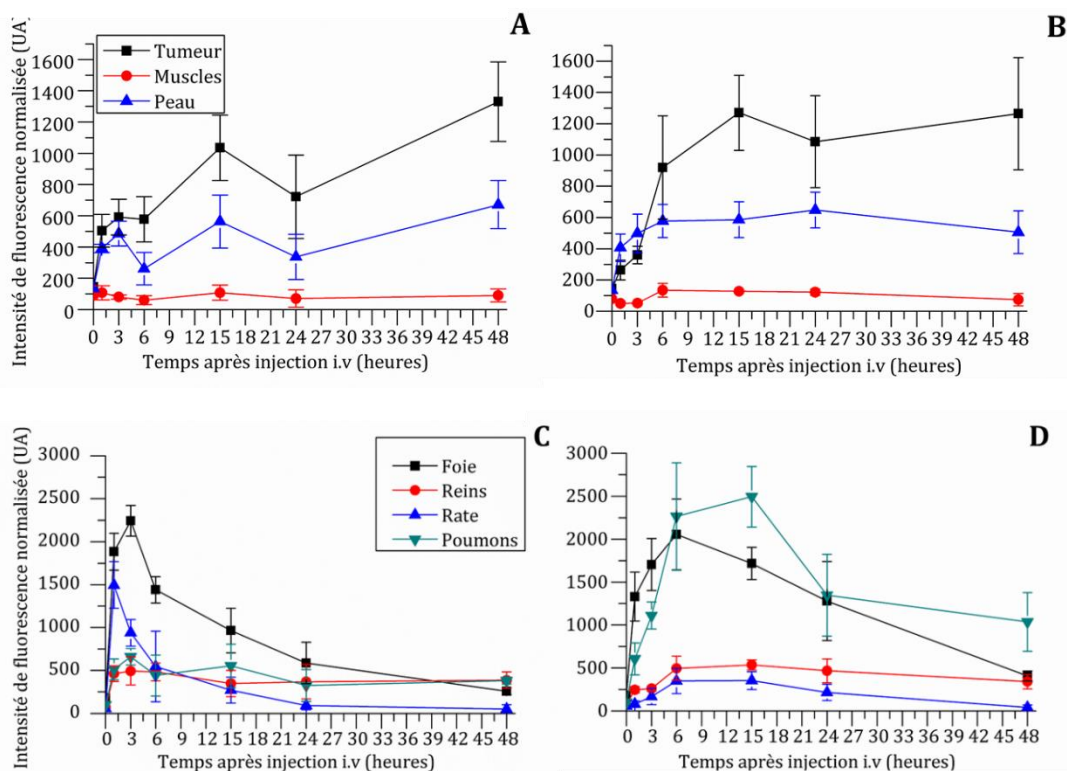 A
Intensité de fluorescence normalisée (UA)
1600
1400
1200
1000
800
600
400
200
0
Tumeur
Muscles
Peau
0 3 6 9 12 15 18 21 24 27 30 33 36 39 42 45 48
Temps après injection i.v (heures)
B
1600
1400
1200
1000
800
600
400
200
0
0 3 6 9 12 15 18 21 24 27 30 33 36 39 42 45 48
Temps après injection i.v (heures)
C
Intensité de fluorescence normalisée (UA)
3000
2500
2000
1500
1000
500
0
Foie
Reins
Rate
Poumons
0 3 6 9 12 15 18 21 24 27 30 33 36 39 42 45 48
Temps après injection i.v (heures)
D
3000
2500
2000
1500
1000
500
0
0 3 6 9 12 15 18 21 24 27 30 33 36 39 42 45 48
Temps après injection i.v (heures)